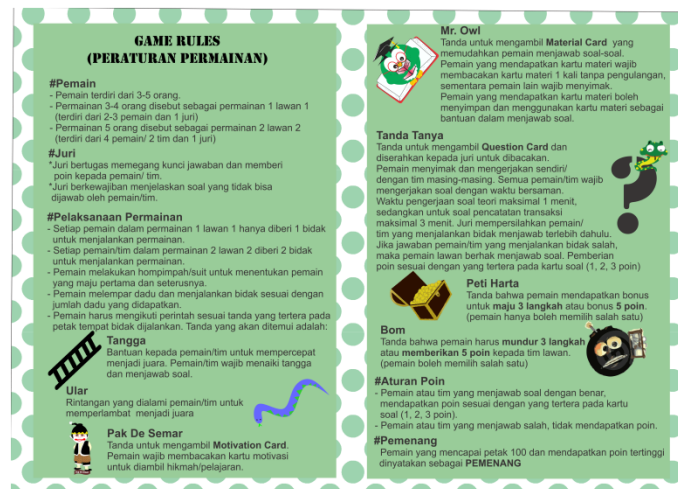 GAME RULES
(PERATURAN PERMAINAN)
#Pemain
- Pemain terdiri dari 3-5 orang.
- Permainan 3-4 orang disebut sebagai permainan 1 lawan 1
(terdiri dari 2-3 pemain dan 1 juri)
- Permainan 5 orang disebut sebagai permainan 2 lawan 2
(terdiri dari 4 pemain/ 2 tim dan 1 juri)
#Juri
*Juri bertugas memegang kunci jawaban dan memberi
poin kepada pemain/ tim.
*Juri berkewajiban menjelaskan soal yang tidak bisa
dijawab oleh pemain/tim.
#Pelaksanaan Permainan
- Setiap pemain dalam permainan 1 lawan 1 hanya diberi 1 bidak
untuk menjalankan permainan.
- Setiap pemain/tim dalam permainan 2 lawan 2 diberi 2 bidak
untuk menjalankan permainan.
- Pemain melakukan hompimpah/suit untuk menentukan pemain
yang maju pertama dan seterusnya.
- Pemain melempar dadu dan menjalankan bidak sesuai dengan
jumlah dadu yang didapatkan.
- Pemain harus mengikuti perintah sesuai tanda yang tertera pada
petak tempat bidak dijalankan. Tanda yang akan ditemui adalah:
Tangga
Bantuan kepada pemain/tim untuk mempercepat
menjadi juara. Pemain/tim wajib menaiki tangga
dan menjawab soal.
Ular
Rintangan yang dialami pemain/tim untuk
memperlambat menjadi juara
Pak De Semar
Tanda untuk mengambil Motivation Card.
Pemain wajib membacakan kartu motivasi
untuk diambil hikmah/pelajaran.
Mr. Owl
Tanda untuk mengambil Material Card yang
memudahkan pemain menjawab soal-soal.
Pemain yang mendapatkan kartu materi wajib
membacakan kartu materi 1 kali tanpa pengulangan,
sementara pemain lain wajib menyimak.
Pemain yang mendapatkan kartu materi boleh
menyimpan dan menggunakan kartu materi sebagai
bantuan dalam menjawab soal.
Tanda Tanya
Tanda untuk mengambil Question Card dan
diserahkan kepada juri untuk dibacakan.
Pemain menyimak dan mengerjakan sendiri/
dengan tim masing-masing. Semua pemain/tim wajib
mengerjakan soal dengan waktu bersaman.
Waktu pengerjaan soal teori maksimal 1 menit,
sedangkan untuk soal pencatatan transaksi
maksimal 3 menit. Juri mempersilahkan pemain/
tim yang menjalankan bidak menjawab terlebih dahulu.
Jika jawaban pemain/tim yang menjalankan bidak salah,
maka pemain lawan berhak menjawab soal. Pemberian
poin sesuai dengan yang tertera pada kartu soal (1, 2, 3 poin)
Peti Harta
Tanda bahwa pemain mendapatkan bonus
untuk maju 3 langkah atau bonus 5 poin.
(pemain hanya boleh memilih salah satu)
Bom
Tanda bahwa pemain harus mundur 3 langkah
atau memberikan 5 poin kepada tim lawan.
(pemain boleh memilih salah satu)
#Aturan Poin
- Pemain atau tim yang menjawab soal dengan benar,
mendapatkan poin sesuai dengan yang tertera pada kartu
soal (1, 2, 3 poin).
- Pemain atau tim yang menjawab salah, tidak mendapatkan poin.
#Pemenang
Pemain yang mencapai petak 100 dan mendapatkan poin tertinggi
dinyatakan sebagai PEMENANG